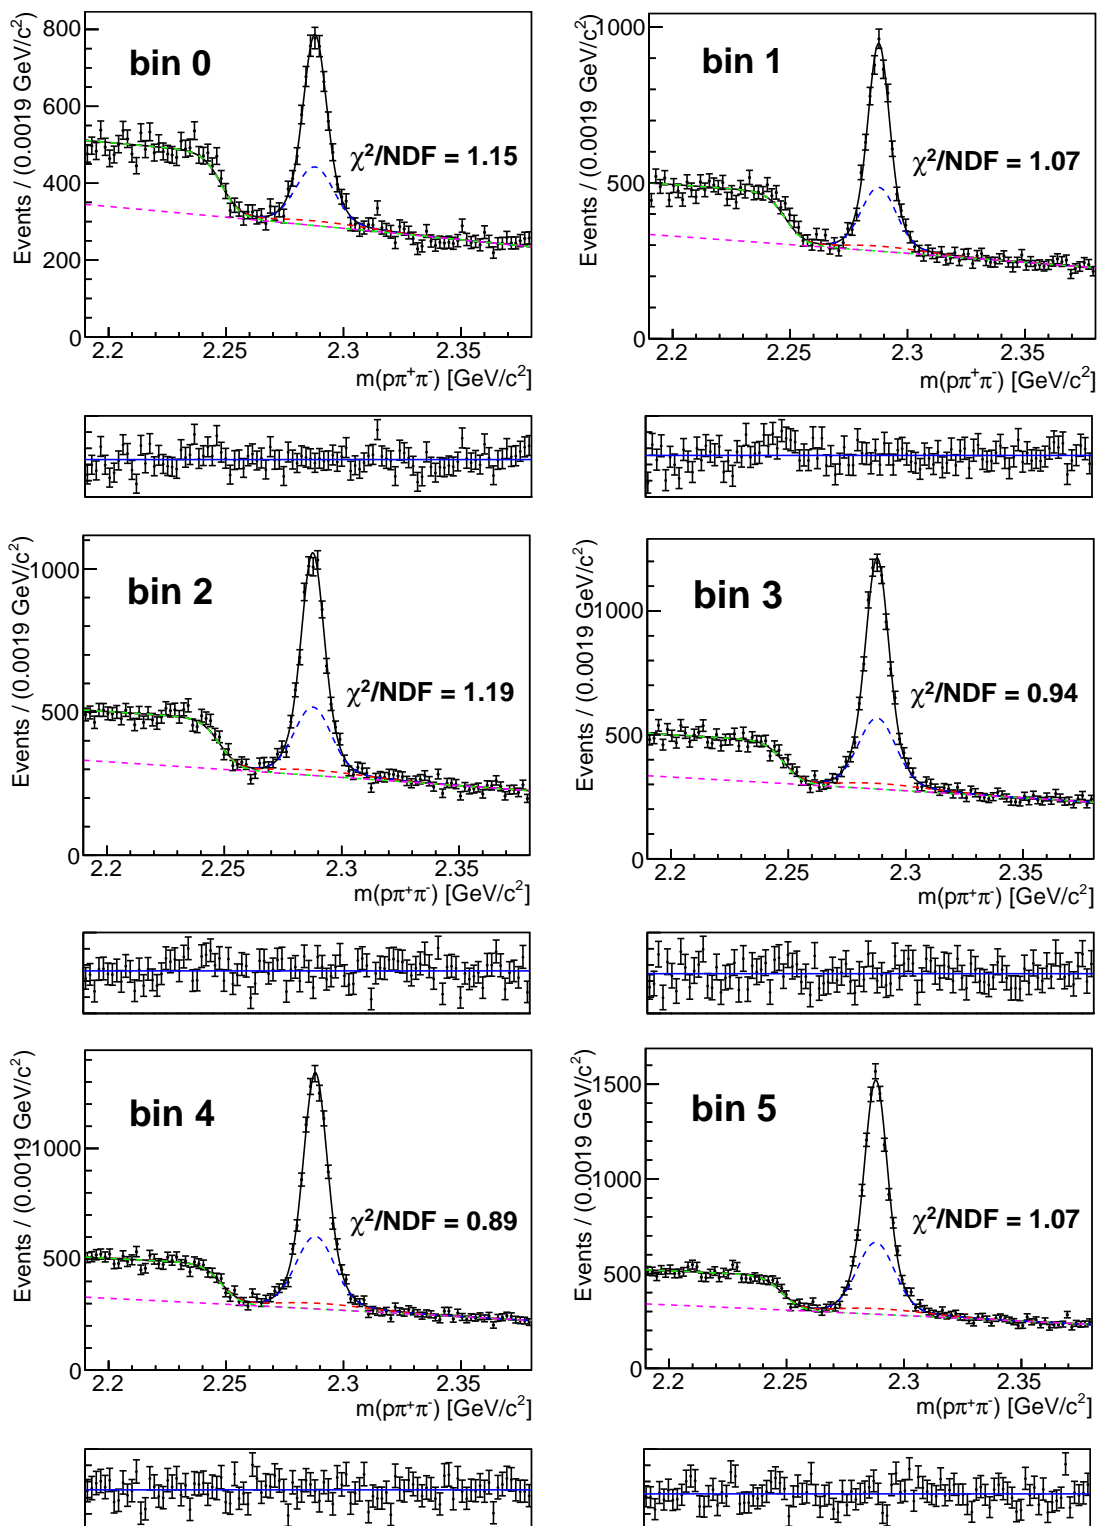 Events / (0.0019 GeV/c²)
800
600
400
200
0
bin 0
χ²/NDF = 1.15
2.2 2.25 2.3 2.35
m(pπ⁺π⁻) [GeV/c²]
Events / (0.0019 GeV/c²)
1000
500
0
bin 1
χ²/NDF = 1.07
2.2 2.25 2.3 2.35
m(pπ⁺π⁻) [GeV/c²]
Events / (0.0019 GeV/c²)
1000
500
0
bin 2
χ²/NDF = 1.19
2.2 2.25 2.3 2.35
m(pπ⁺π⁻) [GeV/c²]
Events / (0.0019 GeV/c²)
1000
500
0
bin 3
χ²/NDF = 0.94
2.2 2.25 2.3 2.35
m(pπ⁺π⁻) [GeV/c²]
Events / (0.0019 GeV/c²)
1000
500
0
bin 4
χ²/NDF = 0.89
2.2 2.25 2.3 2.35
m(pπ⁺π⁻) [GeV/c²]
Events / (0.0019 GeV/c²)
1500
1000
500
0
bin 5
χ²/NDF = 1.07
2.2 2.25 2.3 2.35
m(pπ⁺π⁻) [GeV/c²]